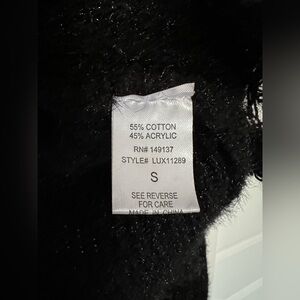 55% COTTON
45% ACRYLIC
RN# 149137
STYLE# LUX11289
S
SEE REVERSE
FOR CARE
MADE IN CHINA